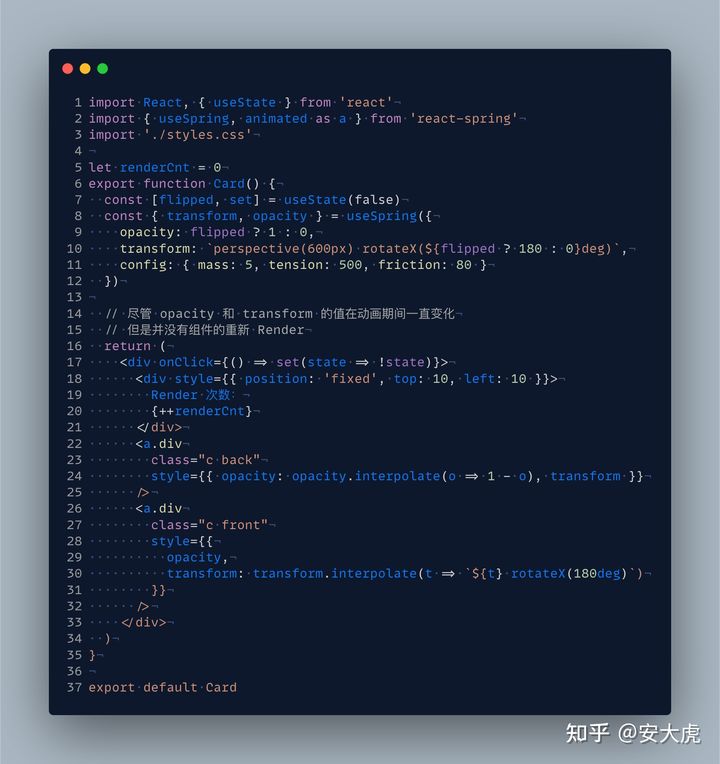 1 import React, { useState } from 'react'
2 import { useSpring, animated as a } from 'react-spring'
3 import './styles.css'
4
5 let renderCnt = 0
6 export function Card() {
7   const [flipped, set] = useState(false)
8   const { transform, opacity } = useSpring({
9     opacity: flipped ? 1 : 0,
10     transform: `perspective(600px) rotateX(${flipped ? 180 : 0}deg)`,
11     config: { mass: 5, tension: 500, friction: 80 }
12   })
13
14   // 尽管 opacity 和 transform 的值在动画期间一直变化
15   // 但是并没有组件的重新 Render
16   return (
17     <div onClick={() => set(state => !state)}>
18       <div style={{ position: 'fixed', top: 10, left: 10 }}>
19         Render 次数:
20         {++renderCnt}
21       </div>
22       <a.div
23         class="c back"
24         style={{ opacity: opacity.interpolate(o => 1 - o), transform }}
25       />
26       <a.div
27         class="c front"
28         style={{
29           opacity,
30           transform: transform.interpolate(t => `${t} rotateX(180deg)`)
31         }}
32       />
33     </div>
34   )
35 }
36
37 export default Card
知乎 @安大虎